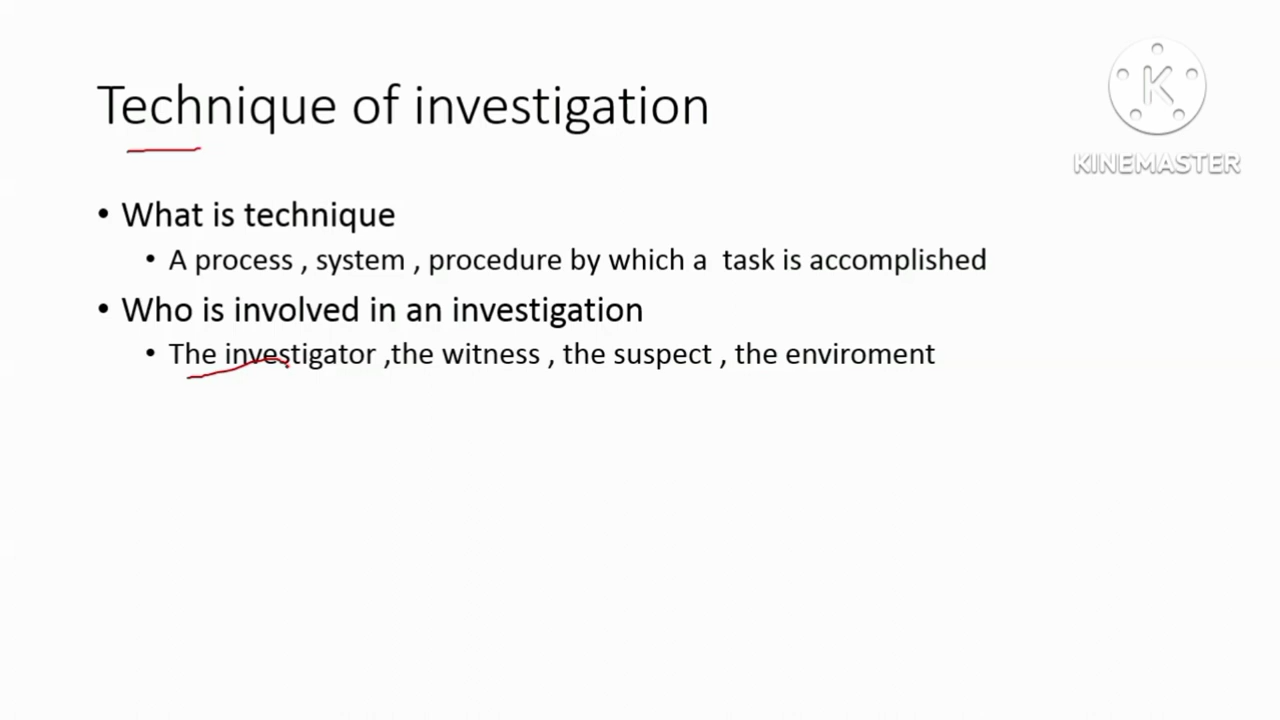 Technique of investigation
KINEMASTER
• What is technique
• A process , system , procedure by which a  task is accomplished
• Who is involved in an investigation
• The investigator ,the witness , the suspect , the enviroment